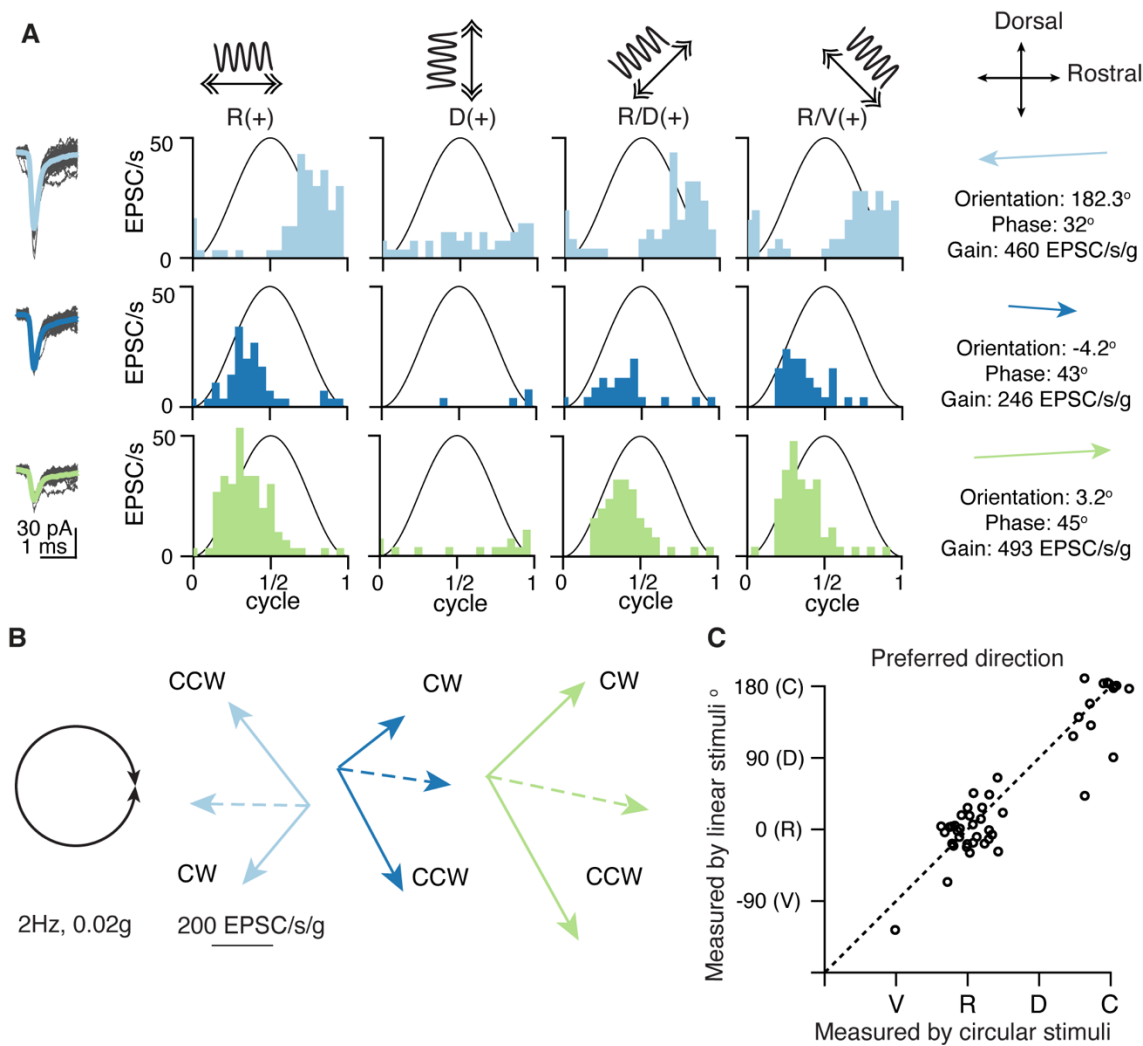 A
Dorsal
Rostral
R(+)
D(+)
R/D(+)
R/V(+)
50
EPSC/s
0
Orientation: 182.3°
Phase: 32°
Gain: 460 EPSC/s/g
50
EPSC/s
0
Orientation: -4.2°
Phase: 43°
Gain: 246 EPSC/s/g
50
EPSC/s
0
Orientation: 3.2°
Phase: 45°
Gain: 493 EPSC/s/g
30 pA
1 ms
0 1/2 1
cycle
0 1/2 1
cycle
0 1/2 1
cycle
0 1/2 1
cycle
B
CCW
CW
CW
CW
CCW
CCW
2Hz, 0.02g
200 EPSC/s/g
C
Preferred direction
Measured by linear stimuli °
180 (C)
90 (D)
0 (R)
-90 (V)
V R D C
Measured by circular stimuli